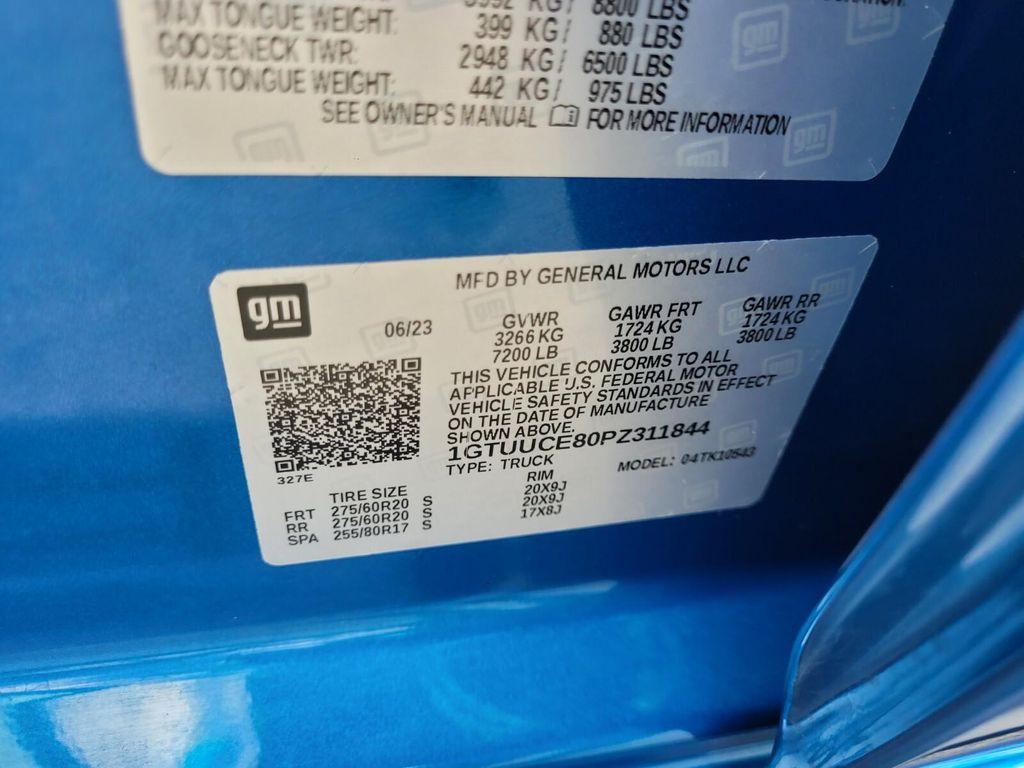 KG/ 8800 LBS
MAX TONGUE WEIGHT: 399 KG/ 880 LBS
GOOSENECK TWR: 2948 KG/ 6500 LBS
MAX TONGUE WEIGHT: 442 KG/ 975 LBS
SEE OWNER'S MANUAL FOR MORE INFORMATION
MFD BY GENERAL MOTORS LLC
gm
06/23
GVWR GAWR FRT GAWR RR
3266 KG 1724 KG 1724 KG
7200 LB 3800 LB 3800 LB
THIS VEHICLE CONFORMS TO ALL
APPLICABLE U.S. FEDERAL MOTOR
VEHICLE SAFETY STANDARDS IN EFFECT
ON THE DATE OF MANUFACTURE
SHOWN ABOVE.
1GTUUCE80PZ311844
TYPE: TRUCK MODEL: 04TK10543
327E
TIRE SIZE RIM
FRT 275/60R20 S 20X9J
RR 275/60R20 S 20X9J
SPA 255/80R17 S 17X8J